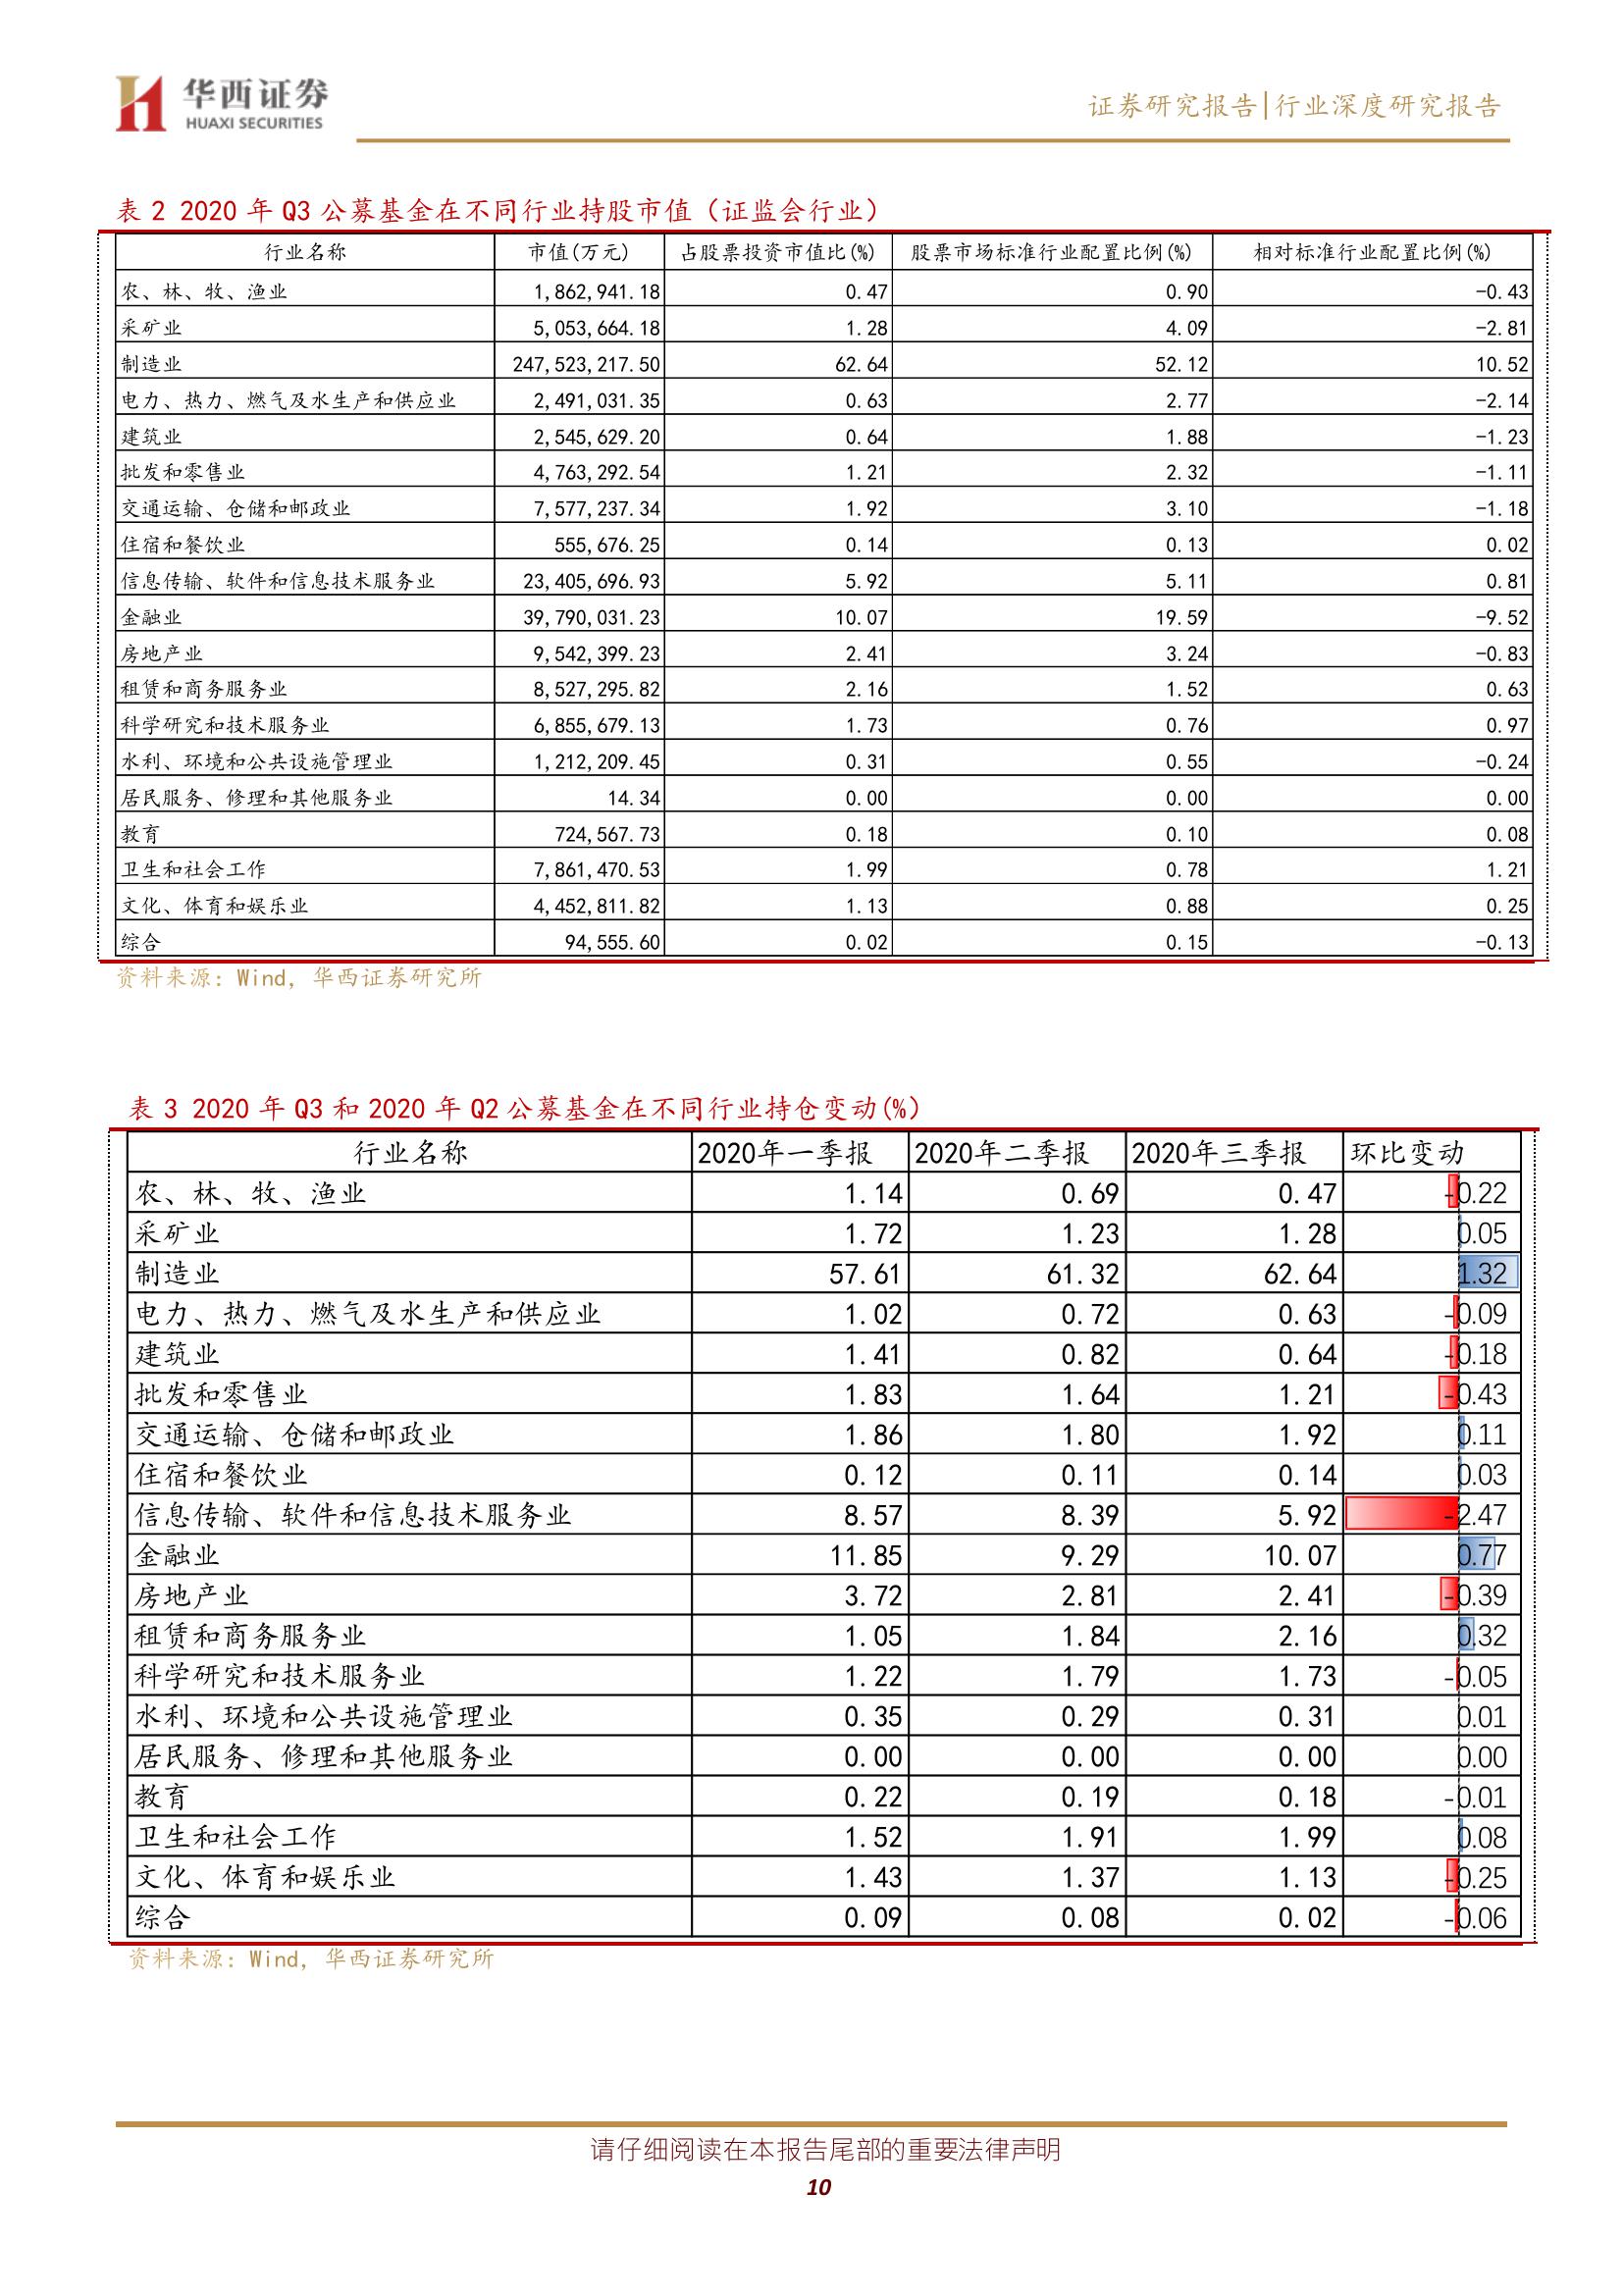 华西证券
HUAXI SECURITIES
证券研究报告|行业深度研究报告
表 2 2020 年 Q3 公募基金在不同行业持股市值（证监会行业）
行业名称 市值(万元) 占股票投资市值比(%) 股票市场标准行业配置比例(%) 相对标准行业配置比例(%)
农、林、牧、渔业 1,862,941.18 0.47 0.90 -0.43
采矿业 5,053,664.18 1.28 4.09 -2.81
制造业 247,523,217.50 62.64 52.12 10.52
电力、热力、燃气及水生产和供应业 2,491,031.35 0.63 2.77 -2.14
建筑业 2,545,629.20 0.64 1.88 -1.23
批发和零售业 4,763,292.54 1.21 2.32 -1.11
交通运输、仓储和邮政业 7,577,237.34 1.92 3.10 -1.18
住宿和餐饮业 555,676.25 0.14 0.13 0.02
信息传输、软件和信息技术服务业 23,405,696.93 5.92 5.11 0.81
金融业 39,790,031.23 10.07 19.59 -9.52
房地产业 9,542,399.23 2.41 3.24 -0.83
租赁和商务服务业 8,527,295.82 2.16 1.52 0.63
科学研究和技术服务业 6,855,679.13 1.73 0.76 0.97
水利、环境和公共设施管理业 1,212,209.45 0.31 0.55 -0.24
居民服务、修理和其他服务业 14.34 0.00 0.00 0.00
教育 724,567.73 0.18 0.10 0.08
卫生和社会工作 7,861,470.53 1.99 0.78 1.21
文化、体育和娱乐业 4,452,811.82 1.13 0.88 0.25
综合 94,555.60 0.02 0.15 -0.13
资料来源: Wind, 华西证券研究所
表 3 2020 年 Q3 和 2020 年 Q2 公募基金在不同行业持仓变动(%)
行业名称 2020年一季报 2020年二季报 2020年三季报 环比变动
农、林、牧、渔业 1.14 0.69 0.47 -0.22
采矿业 1.72 1.23 1.28 0.05
制造业 57.61 61.32 62.64 1.32
电力、热力、燃气及水生产和供应业 1.02 0.72 0.63 -0.09
建筑业 1.41 0.82 0.64 -0.18
批发和零售业 1.83 1.64 1.21 -0.43
交通运输、仓储和邮政业 1.86 1.80 1.92 0.11
住宿和餐饮业 0.12 0.11 0.14 0.03
信息传输、软件和信息技术服务业 8.57 8.39 5.92 -2.47
金融业 11.85 9.29 10.07 0.77
房地产业 3.72 2.81 2.41 -0.39
租赁和商务服务业 1.05 1.84 2.16 0.32
科学研究和技术服务业 1.22 1.79 1.73 -0.05
水利、环境和公共设施管理业 0.35 0.29 0.31 0.01
居民服务、修理和其他服务业 0.00 0.00 0.00 0.00
教育 0.22 0.19 0.18 -0.01
卫生和社会工作 1.52 1.91 1.99 0.08
文化、体育和娱乐业 1.43 1.37 1.13 -0.25
综合 0.09 0.08 0.02 -0.06
资料来源: Wind, 华西证券研究所
请仔细阅读在本报告尾部的重要法律声明
10